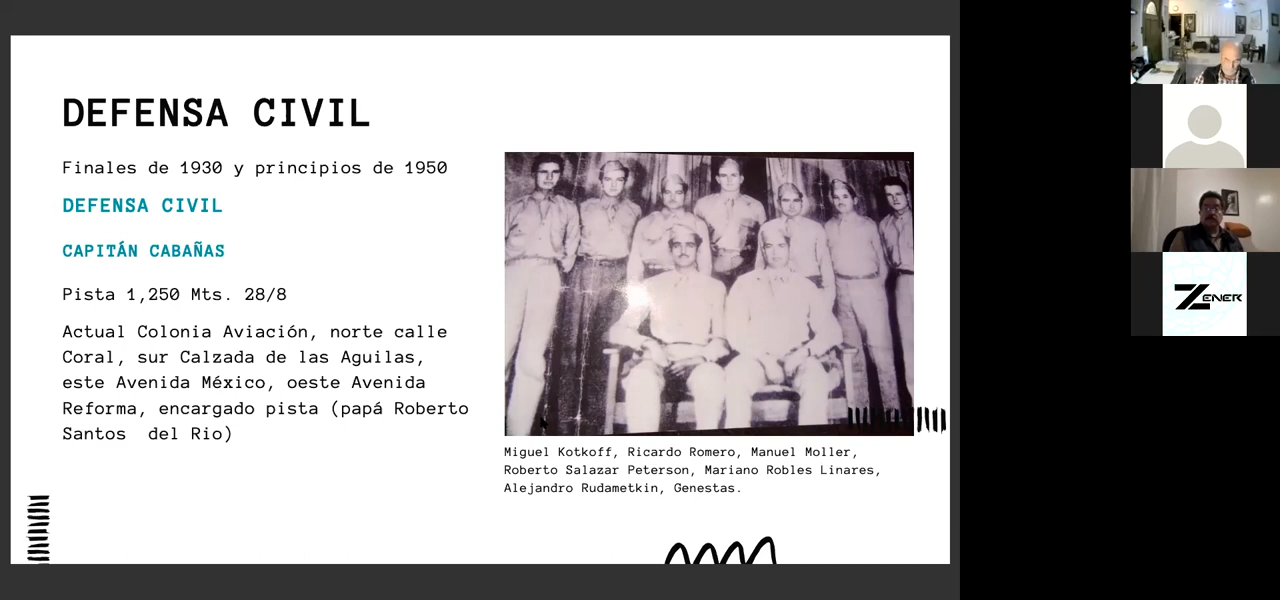 DEFENSA CIVIL
Finales de 1930 y principios de 1950
DEFENSA CIVIL
CAPITÁN CABAÑAS
Pista 1,250 Mts. 28/8
Actual Colonia Aviación, norte calle
Coral, sur Calzada de las Aguilas,
este Avenida México, oeste Avenida
Reforma, encargado pista (papá Roberto
Santos del Rio)
Miguel Kotkoff, Ricardo Romero, Manuel Moller,
Roberto Salazar Peterson, Mariano Robles Linares,
Alejandro Rudametkin, Genestas.
ZENER